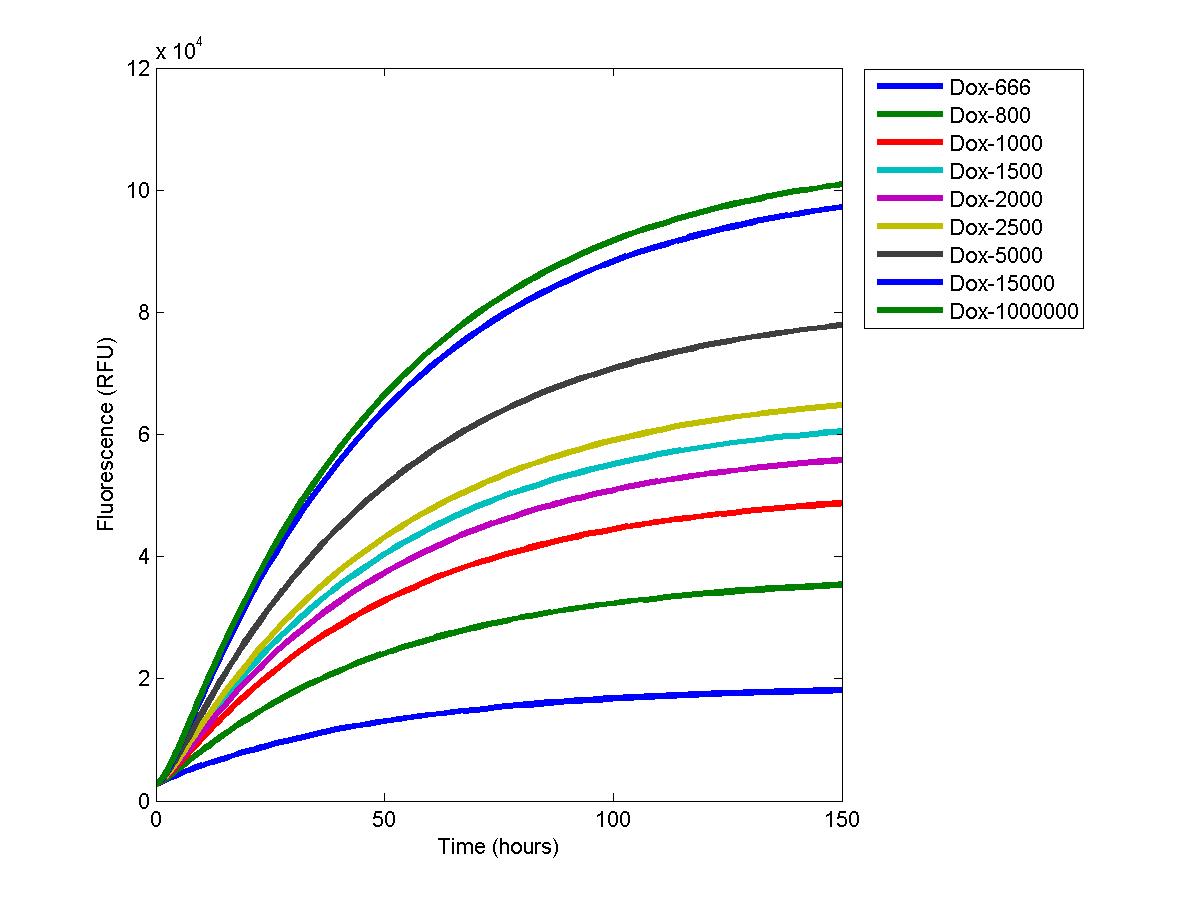 x 10^4
12
10
8
6
4
2
0
0 50 100 150
Fluorescence (RFU)
Time (hours)
Dox-666
Dox-800
Dox-1000
Dox-1500
Dox-2000
Dox-2500
Dox-5000
Dox-15000
Dox-1000000